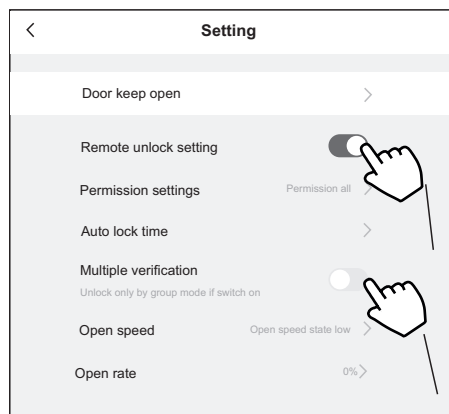 Setting
Door keep open
Remote unlock setting
Permission settings Permission all
Auto lock time
Multiple verification
Unlock only by group mode if switch on
Open speed Open speed state low
Open rate 0%